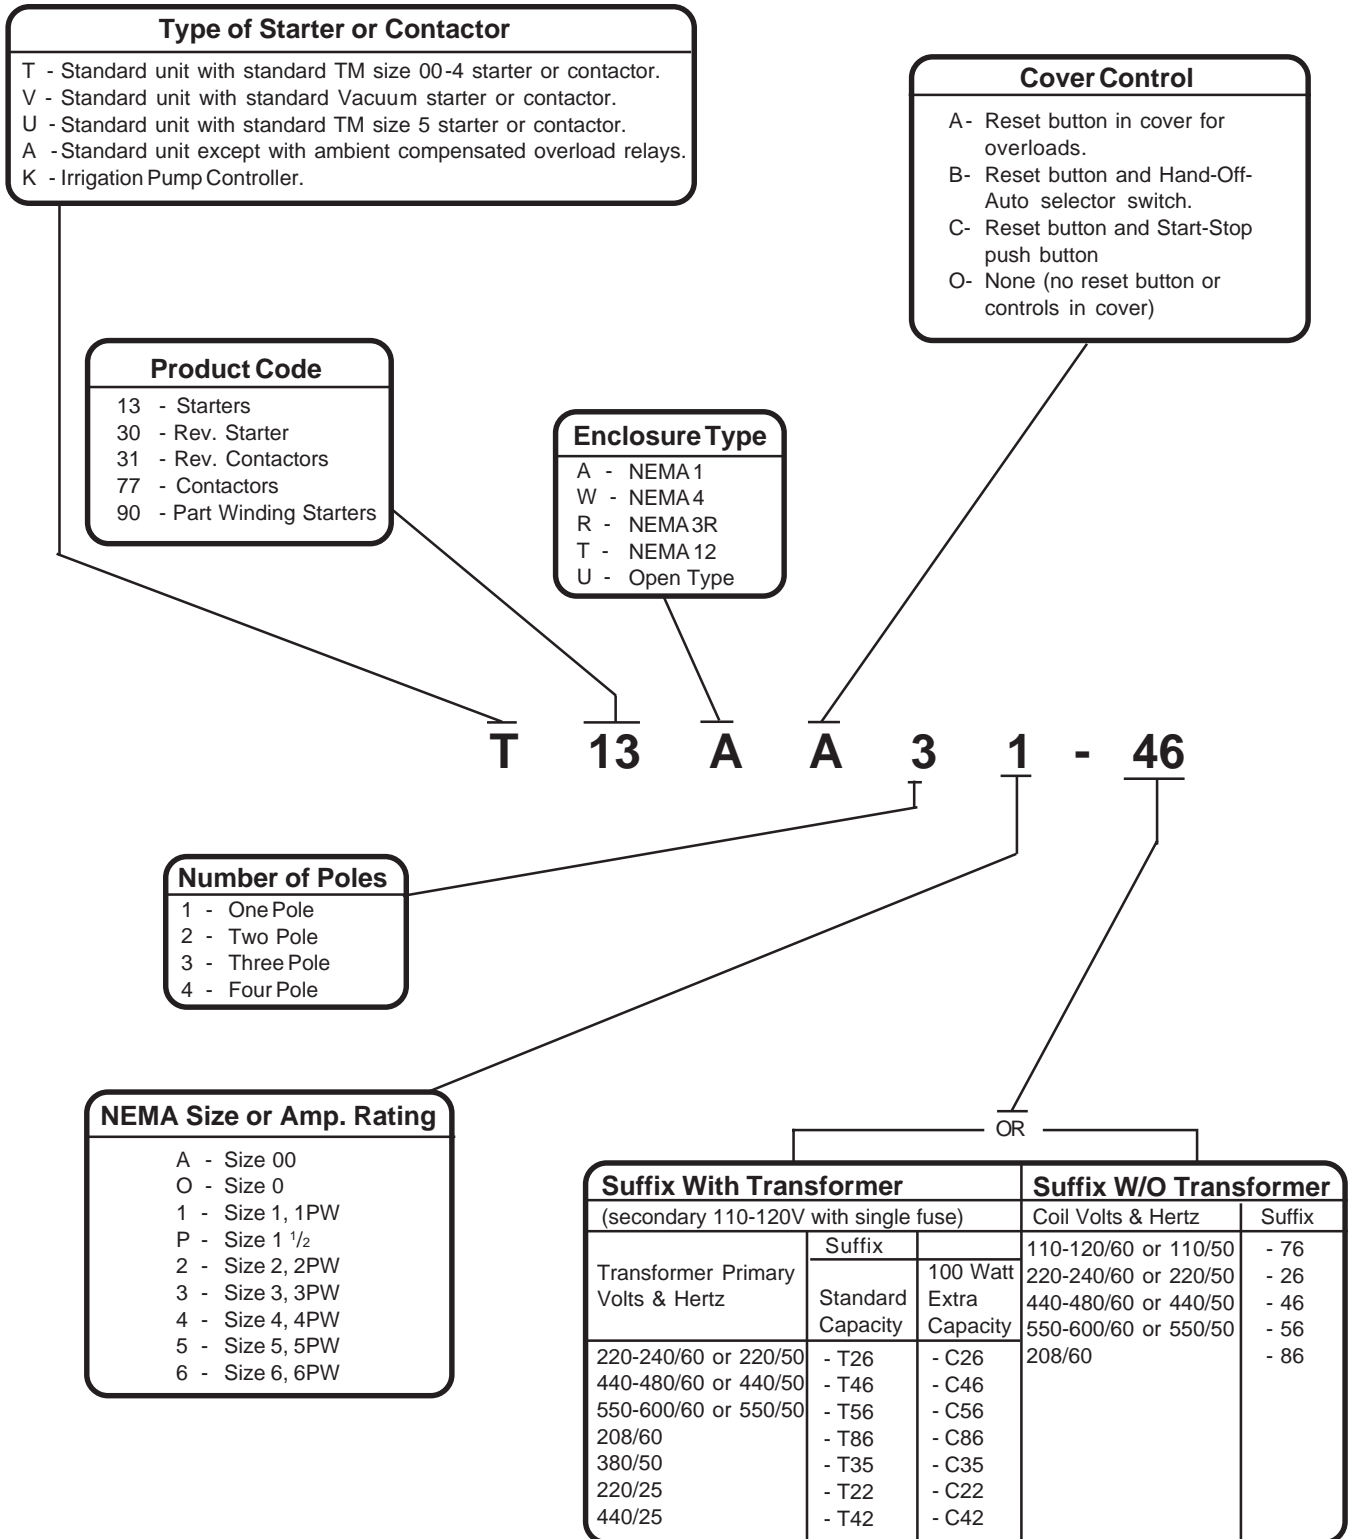 Type of Starter or Contactor
T - Standard unit with standard TM size 00-4 starter or contactor.
V - Standard unit with standard Vacuum starter or contactor.
U - Standard unit with standard TM size 5 starter or contactor.
A - Standard unit except with ambient compensated overload relays.
K - Irrigation Pump Controller.
Cover Control
A- Reset button in cover for
overloads.
B- Reset button and Hand-Off-
Auto selector switch.
C- Reset button and Start-Stop
push button
O- None (no reset button or
controls in cover)
Product Code
13 - Starters
30 - Rev. Starter
31 - Rev. Contactors
77 - Contactors
90 - Part Winding Starters
Enclosure Type
A - NEMA 1
W - NEMA 4
R - NEMA 3R
T - NEMA 12
U - Open Type
T 13 A A 3 1 - 46
Number of Poles
1 - One Pole
2 - Two Pole
3 - Three Pole
4 - Four Pole
NEMA Size or Amp. Rating
A - Size 00
O - Size 0
1 - Size 1, 1PW
P - Size 1 1/2
2 - Size 2, 2PW
3 - Size 3, 3PW
4 - Size 4, 4PW
5 - Size 5, 5PW
6 - Size 6, 6PW
OR
Suffix With Transformer
(secondary 110-120V with single fuse)
Suffix
Transformer Primary
Volts & Hertz
Standard
Capacity
100 Watt
Extra
Capacity
220-240/60 or 220/50 - T26 - C26
440-480/60 or 440/50 - T46 - C46
550-600/60 or 550/50 - T56 - C56
208/60 - T86 - C86
380/50 - T35 - C35
220/25 - T22 - C22
440/25 - T42 - C42
Suffix W/O Transformer
Coil Volts & Hertz Suffix
110-120/60 or 110/50 - 76
220-240/60 or 220/50 - 26
440-480/60 or 440/50 - 46
550-600/60 or 550/50 - 56
208/60 - 86